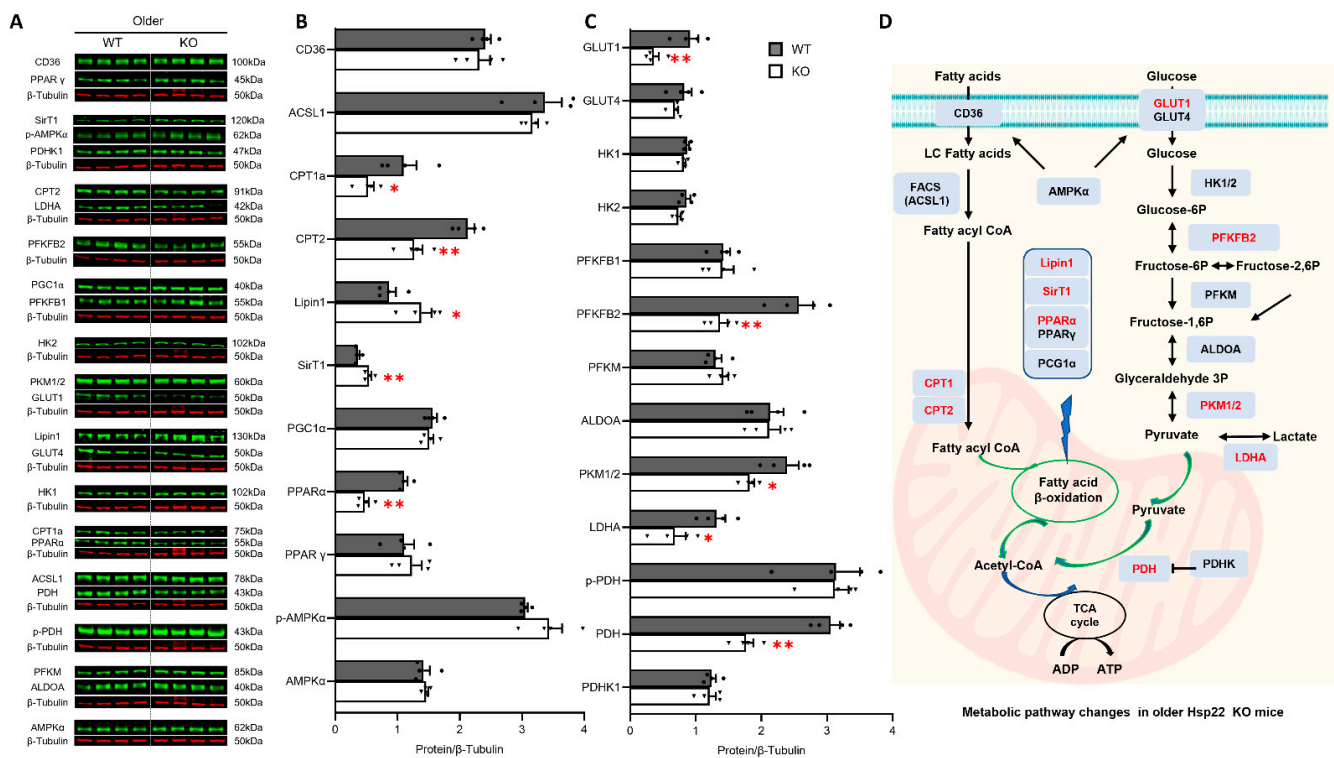 A
Older
WT KO
CD36 100kDa
PPAR γ 45kDa
β-Tubulin 50kDa
SirT1 120kDa
p-AMPKα 62kDa
PDHK1 47kDa
β-Tubulin 50kDa
CPT2 91kDa
LDHA 42kDa
β-Tubulin 50kDa
PFKFB2 55kDa
β-Tubulin 50kDa
PGC1α 40kDa
PFKFB1 55kDa
β-Tubulin 50kDa
HK2 102kDa
β-Tubulin 50kDa
PKM1/2 60kDa
GLUT1 50kDa
β-Tubulin 50kDa
Lipin1 130kDa
GLUT4 50kDa
β-Tubulin 50kDa
HK1 102kDa
β-Tubulin 50kDa
CPT1a 75kDa
PPARα 55kDa
β-Tubulin 50kDa
ACSL1 78kDa
PDH 43kDa
β-Tubulin 50kDa
p-PDH 43kDa
β-Tubulin 50kDa
PFKM 85kDa
ALDOA 40kDa
β-Tubulin 50kDa
AMPKα 62kDa
β-Tubulin 50kDa
B
CD36
ACSL1
CPT1a
*
CPT2
**
Lipin1
*
SirT1
**
PGC1α
PPARα
**
PPAR γ
p-AMPKα
AMPKα
0 1 2 3 4
Protein/β-Tubulin
C
WT
KO
GLUT1
**
GLUT4
HK1
HK2
PFKFB1
PFKFB2
**
PFKM
ALDOA
PKM1/2
*
LDHA
*
p-PDH
PDH
**
PDHK1
0 1 2 3 4
Protein/β-Tubulin
D
Fatty acids
Glucose
CD36
GLUT1
GLUT4
LC Fatty acids
Glucose
FACS
(ACSL1)
AMPKα
HK1/2
Glucose-6P
Fatty acyl CoA
PFKFB2
Lipin1
SirT1
PPARα
PPARγ
PCG1α
Fructose-6P Fructose-2,6P
PFKM
Fructose-1,6P
ALDOA
Glyceraldehyde 3P
CPT1
CPT2
PKM1/2
Pyruvate Lactate
LDHA
Fatty acyl CoA
Fatty acid
β-oxidation
Pyruvate
Acetyl-CoA
PDH PDHK
TCA
cycle
ADP ATP
Metabolic pathway changes in older Hsp22 KO mice